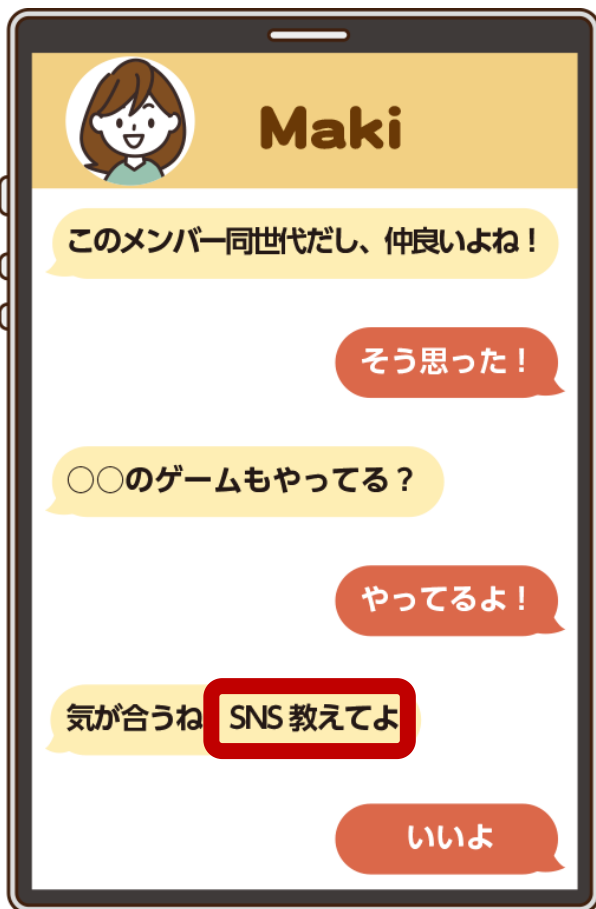 Maki
このメンバー同世代だし、仲良いよね！
そう思った！
○○のゲームもやってる？
やってるよ！
気が合うね SNS 教えてよ
いいよ